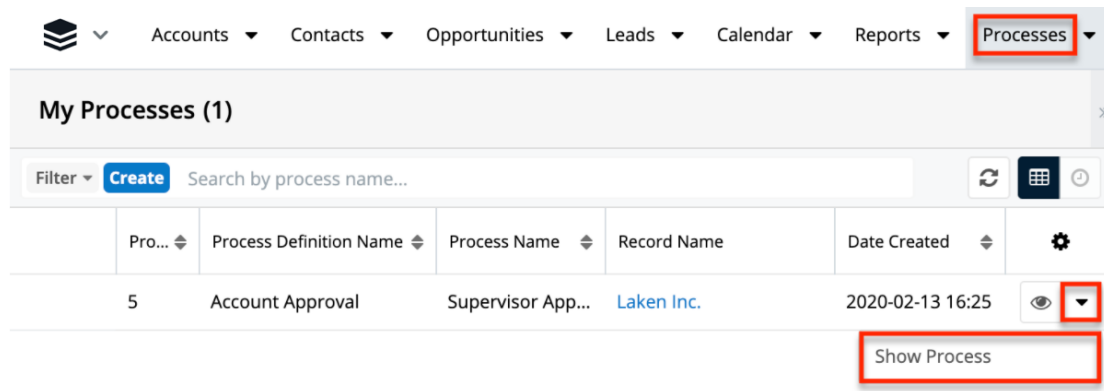 Accounts Contacts Opportunities Leads Calendar Reports Processes
My Processes (1)
Filter Create Search by process name...
Pro... Process Definition Name Process Name Record Name Date Created
5 Account Approval Supervisor App... Laken Inc. 2020-02-13 16:25
Show Process